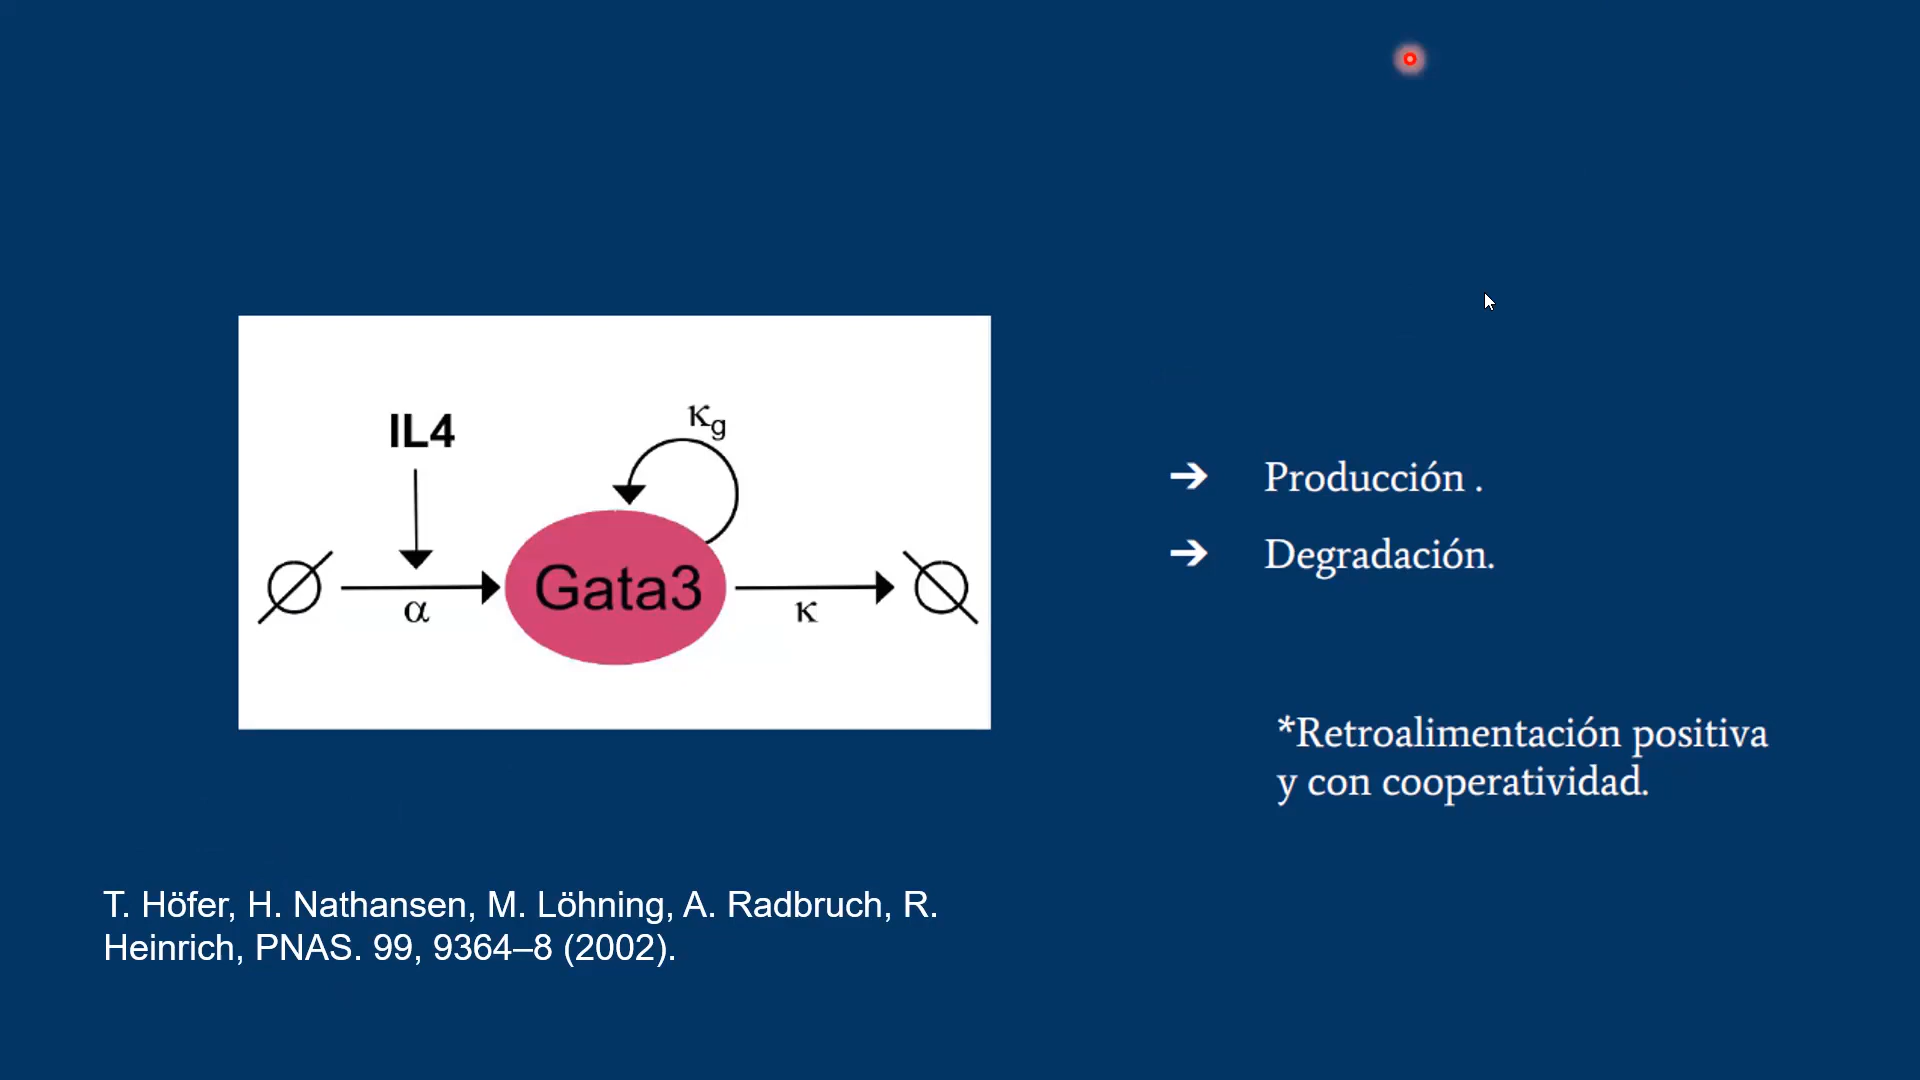 IL4
κg
Gata3
∅
α
κ
∅
➔ Producción .
➔ Degradación.
*Retroalimentación positiva
y con cooperatividad.
T. Höfer, H. Nathansen, M. Löhning, A. Radbruch, R.
Heinrich, PNAS. 99, 9364–8 (2002).